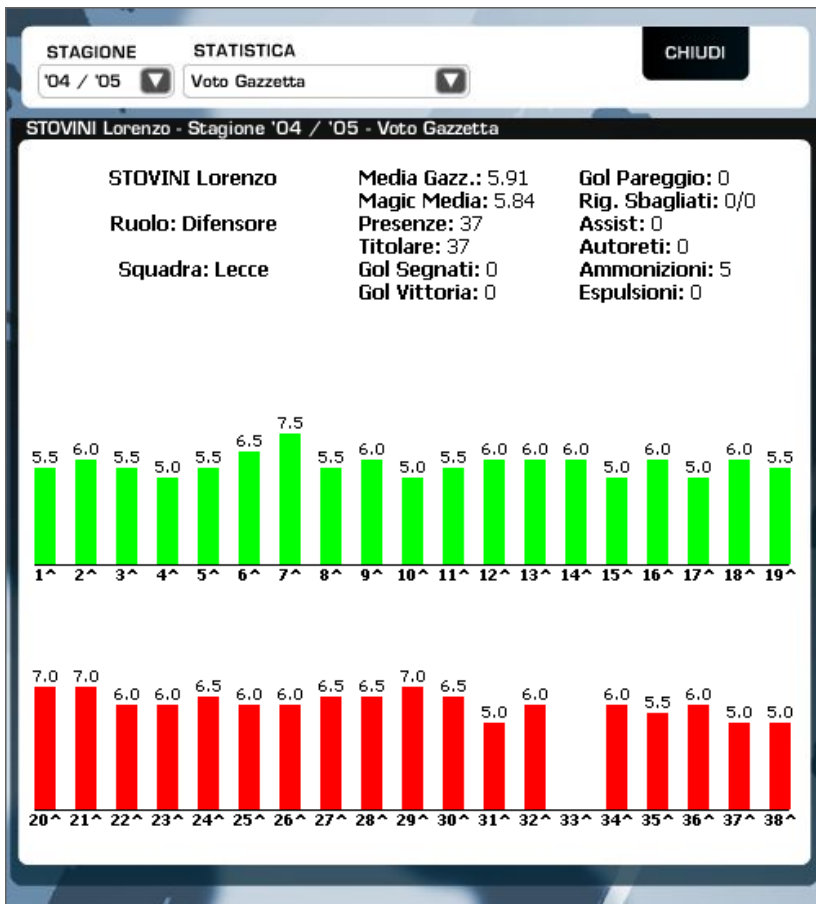 STAGIONE STATISTICA CHIUDI
'04 / '05 Voto Gazzetta
STOVINI Lorenzo - Stagione '04 / '05 - Voto Gazzetta
STOVINI Lorenzo Media Gazz.: 5.91 Gol Pareggio: 0
Magic Media: 5.84 Rig. Sbagliati: 0/0
Ruolo: Difensore Presenze: 37 Assist: 0
Titolare: 37 Autoreti: 0
Squadra: Lecce Gol Segnati: 0 Ammonizioni: 5
Gol Vittoria: 0 Espulsioni: 0
5.5 6.0 5.5 5.0 5.5 6.5 7.5 5.5 6.0 5.0 5.5 6.0 6.0 6.0 5.0 6.0 5.0 6.0 5.5
1^ 2^ 3^ 4^ 5^ 6^ 7^ 8^ 9^ 10^ 11^ 12^ 13^ 14^ 15^ 16^ 17^ 18^ 19^
7.0 7.0 6.0 6.0 6.5 6.0 6.0 6.5 6.5 7.0 6.5 5.0 6.0 6.0 5.5 6.0 5.0 5.0
20^ 21^ 22^ 23^ 24^ 25^ 26^ 27^ 28^ 29^ 30^ 31^ 32^ 33^ 34^ 35^ 36^ 37^ 38^